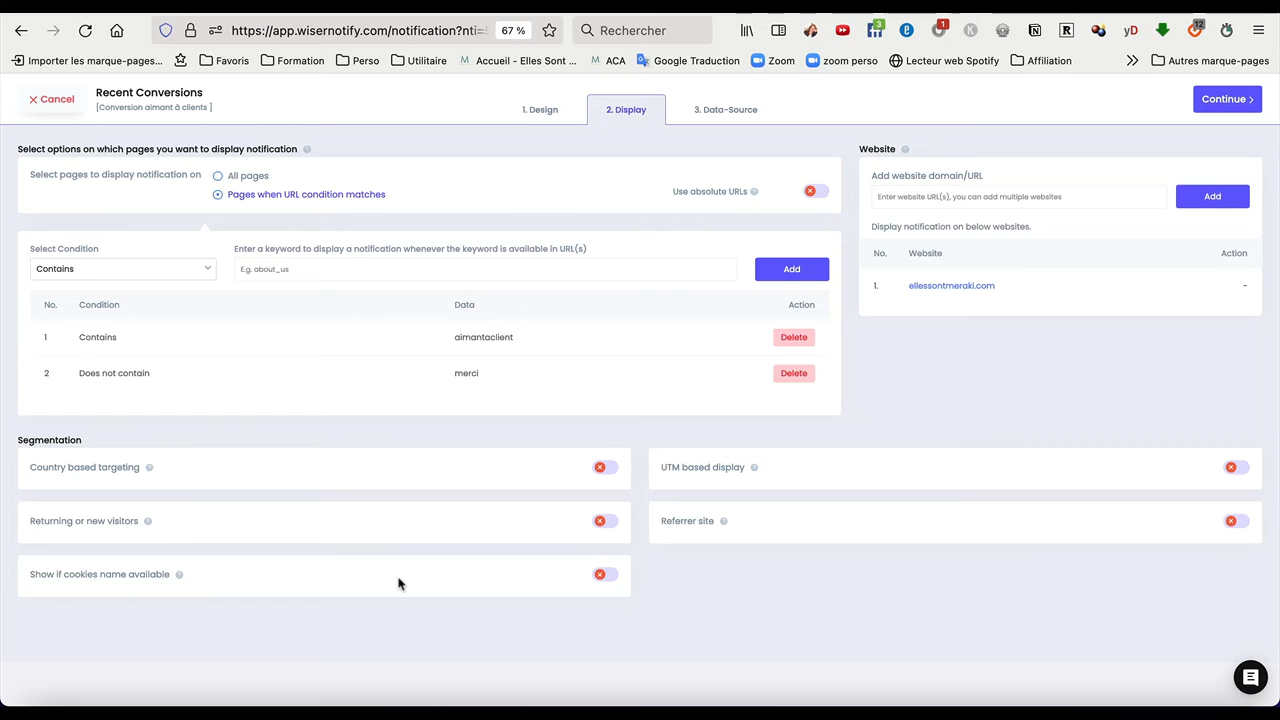 https://app.wisernotify.com/notification?nti=
67 %
Rechercher
3
1
12
yD
Importer les marque-pages...
Favoris
Formation
Perso
Utilitaire
Accueil - Elles Sont ...
ACA
Google Traduction
Zoom
zoom perso
Lecteur web Spotify
Affiliation
Autres marque-pages
Cancel
Recent Conversions
[Conversion aimant à clients ]
1. Design
2. Display
3. Data-Source
Continue
Select options on which pages you want to display notification
Select pages to display notification on
All pages
Pages when URL condition matches
Use absolute URLs
Select Condition
Enter a keyword to display a notification whenever the keyword is available in URL(s)
Contains
E.g. about_us
Add
No. Condition Data Action
1 Contains aimantaclient Delete
2 Does not contain merci Delete
Website
Add website domain/URL
Enter website URL(s), you can add multiple websites
Add
Display notification on below websites.
No. Website Action
1. ellessontmeraki.com -
Segmentation
Country based targeting
UTM based display
Returning or new visitors
Referrer site
Show if cookies name available